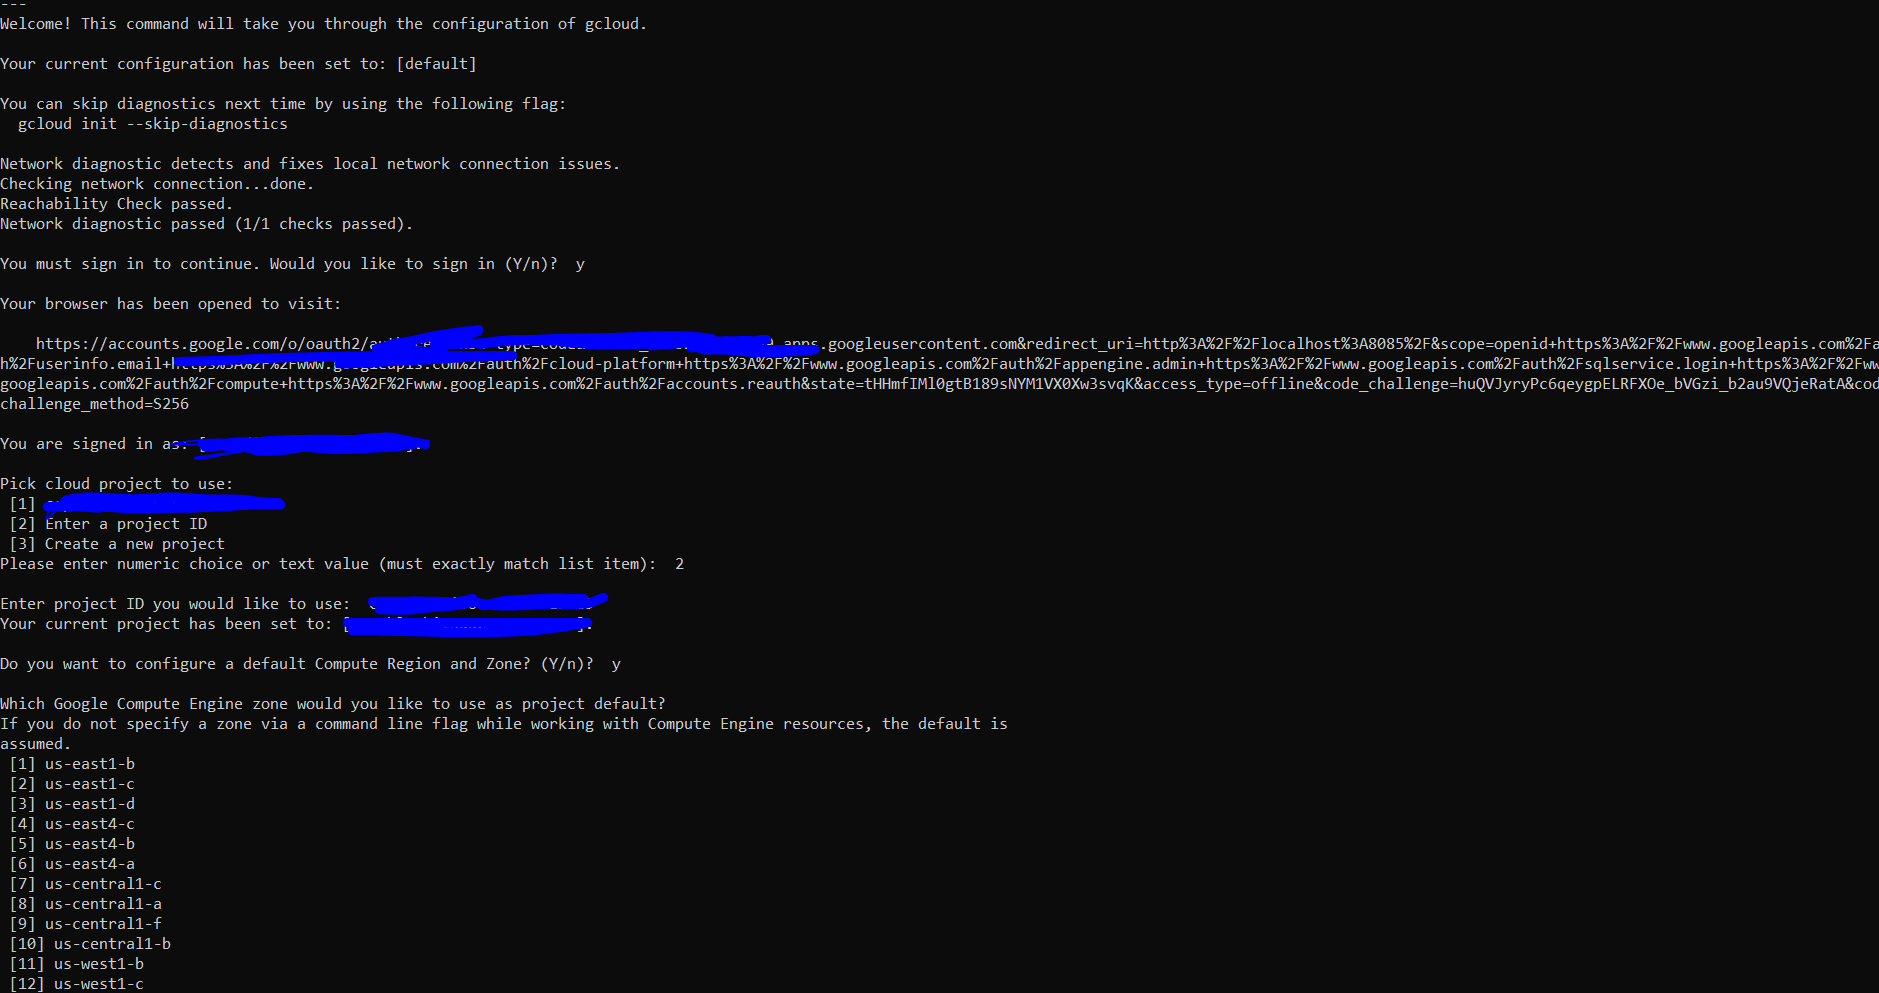 ---
Welcome! This command will take you through the configuration of gcloud.
Your current configuration has been set to: [default]
You can skip diagnostics next time by using the following flag:
gcloud init --skip-diagnostics
Network diagnostic detects and fixes local network connection issues.
Checking network connection...done.
Reachability Check passed.
Network diagnostic passed (1/1 checks passed).
You must sign in to continue. Would you like to sign in (Y/n)?  y
Your browser has been opened to visit:
https://accounts.google.com/o/oauth2/ .apps.googleusercontent.com&redirect_uri=http%3A%2F%2Flocalhost%3A8085%2F&scope=openid+https%3A%2F%2Fwww.googleapis.com%2Fa
h%2Fuserinfo.email+https%3A%2F%2Fwww.googleapis.com%2Fauth%2Fcloud-platform+https%3A%2F%2Fwww.googleapis.com%2Fauth%2Fappengine.admin+https%3A%2F%2Fwww.googleapis.com%2Fauth%2Fsqlservice.login+https%3A%2F%2Fww
googleapis.com%2Fauth%2Fcompute+https%3A%2F%2Fwww.googleapis.com%2Fauth%2Faccounts.reauth&state=tHHmfIMl0gtB189sNYM1VX0Xw3svqK&access_type=offline&code_challenge=huQVJyryPc6qeygpELRFXOe_bVGzi_b2au9VQjeRatA&cod
challenge_method=S256
You are signed in as: [ ].
Pick cloud project to use:
[1]
[2] Enter a project ID
[3] Create a new project
Please enter numeric choice or text value (must exactly match list item):  2
Enter project ID you would like to use:
Your current project has been set to: [ ].
Do you want to configure a default Compute Region and Zone? (Y/n)?  y
Which Google Compute Engine zone would you like to use as project default?
If you do not specify a zone via a command line flag while working with Compute Engine resources, the default is
assumed.
[1] us-east1-b
[2] us-east1-c
[3] us-east1-d
[4] us-east4-c
[5] us-east4-b
[6] us-east4-a
[7] us-central1-c
[8] us-central1-a
[9] us-central1-f
[10] us-central1-b
[11] us-west1-b
[12] us-west1-c